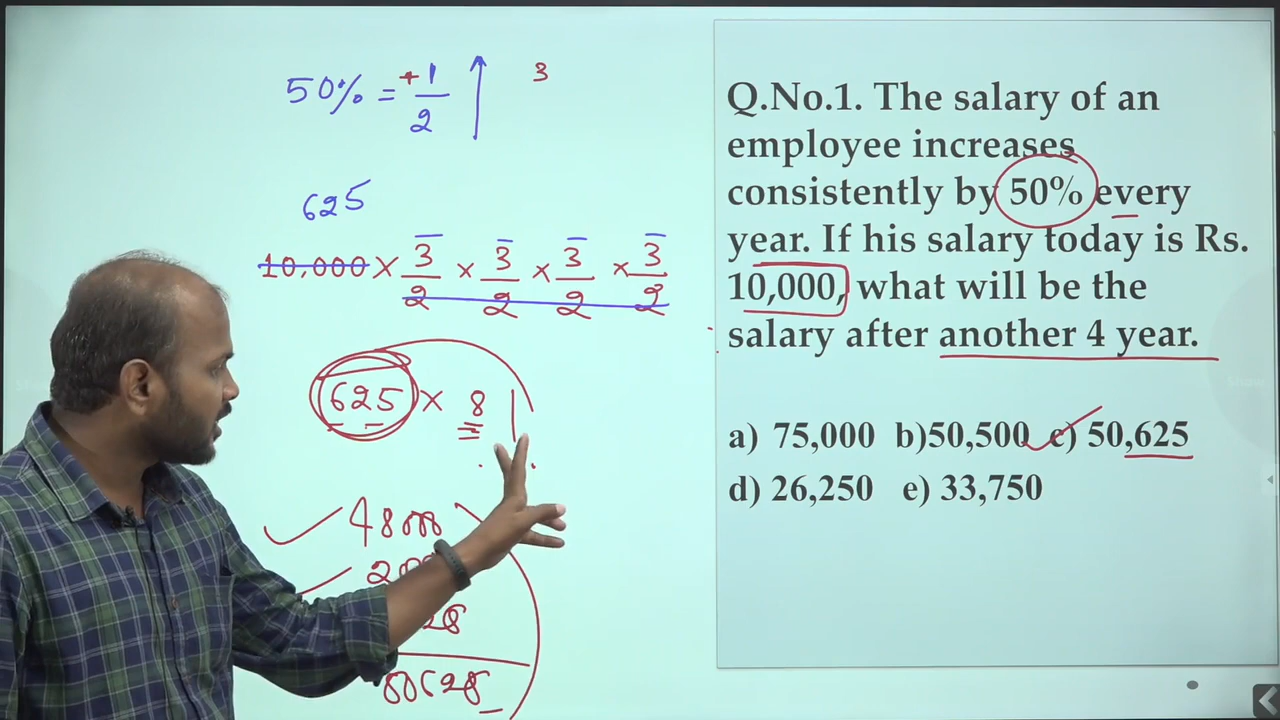 50% = +1/2 3
625
10,000 × 3/2 × 3/2 × 3/2 × 3/2
625 × 8
48000
50625
Q.No.1. The salary of an
employee increases
consistently by 50% every
year. If his salary today is Rs.
10,000, what will be the
salary after another 4 year.
a) 75,000 b)50,500 c) 50,625
d) 26,250 e) 33,750